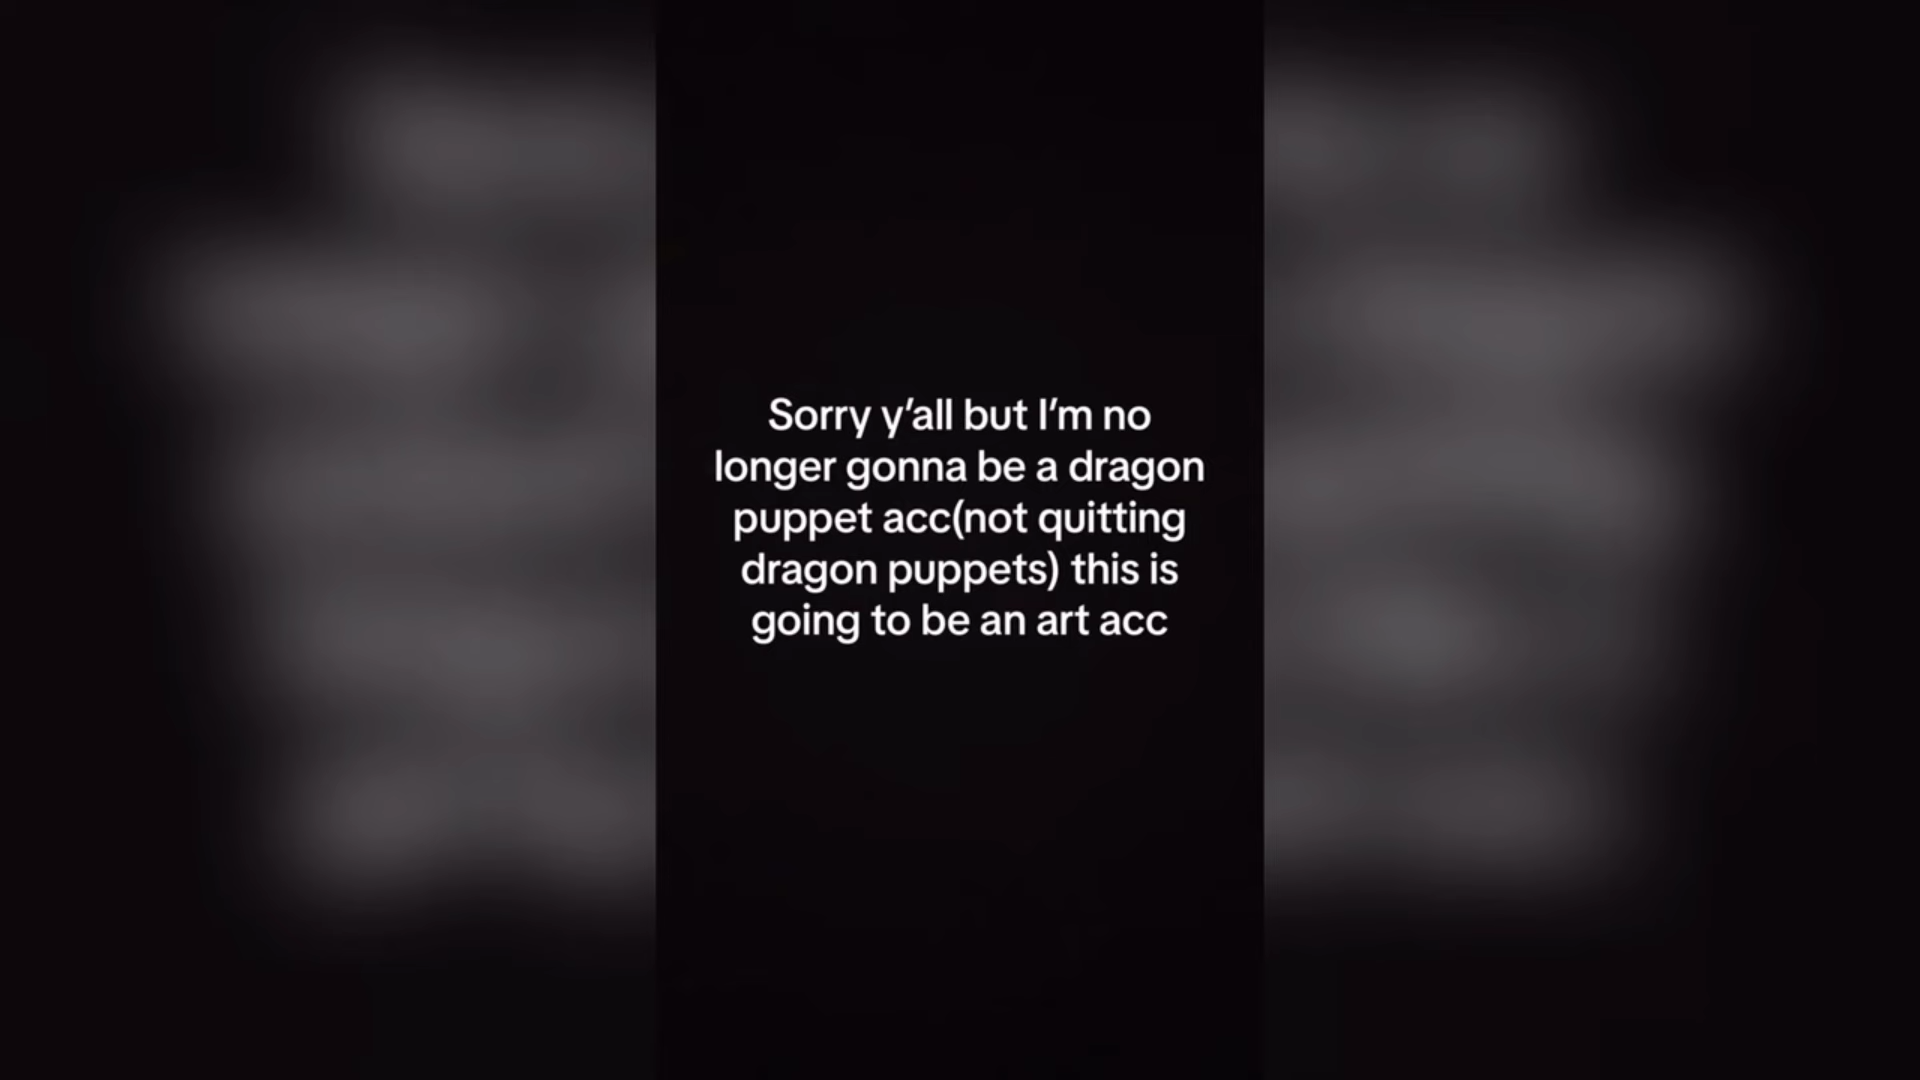 Sorry y’all but I’m no
longer gonna be a dragon
puppet acc(not quitting
dragon puppets) this is
going to be an art acc